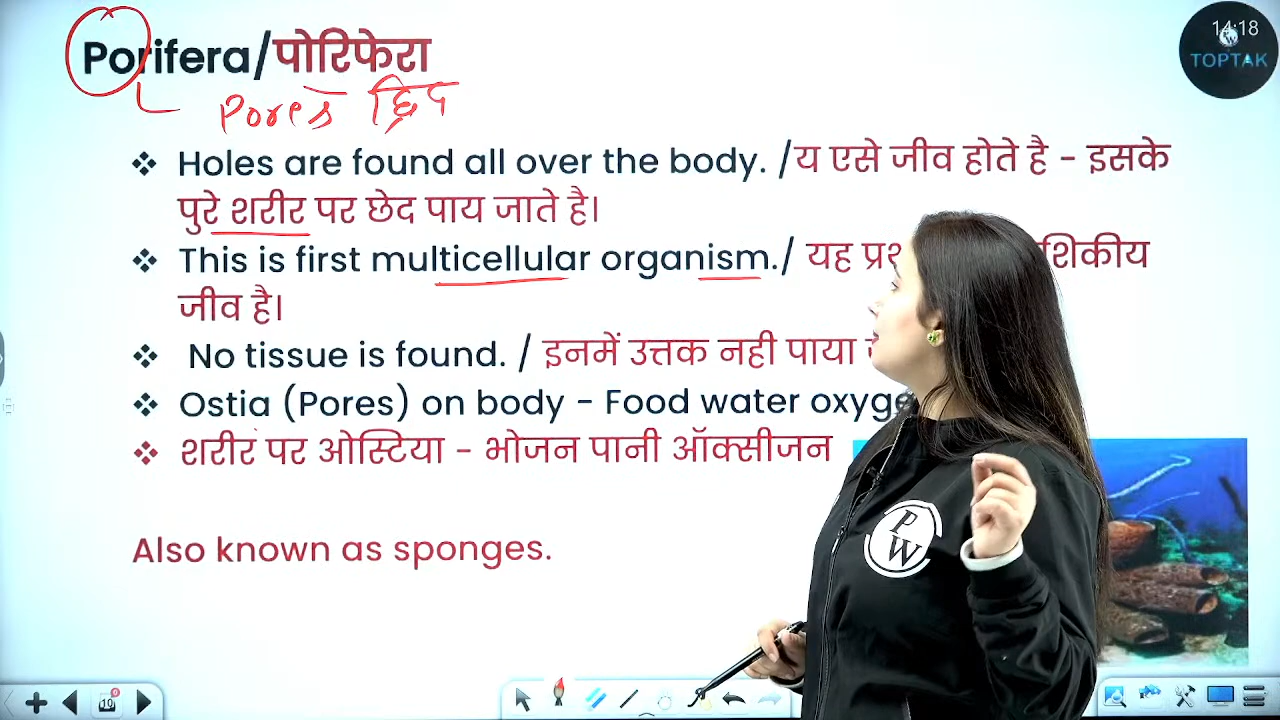 Porifera/पोरिफेरा
14:18
TOPTAK
Pores छिद्र
Holes are found all over the body. /य एसे जीव होते है - इसके
पुरे शरीर पर छेद पाय जाते है।
This is first multicellular organism./ यह
जीव है।
No tissue is found. / इनमें उत्तक नही पाया
Ostia (Pores) on body - Food water
शरीर पर ओस्टिया - भोजन पानी ऑक्सीजन
Also known as sponges.
P
W
10